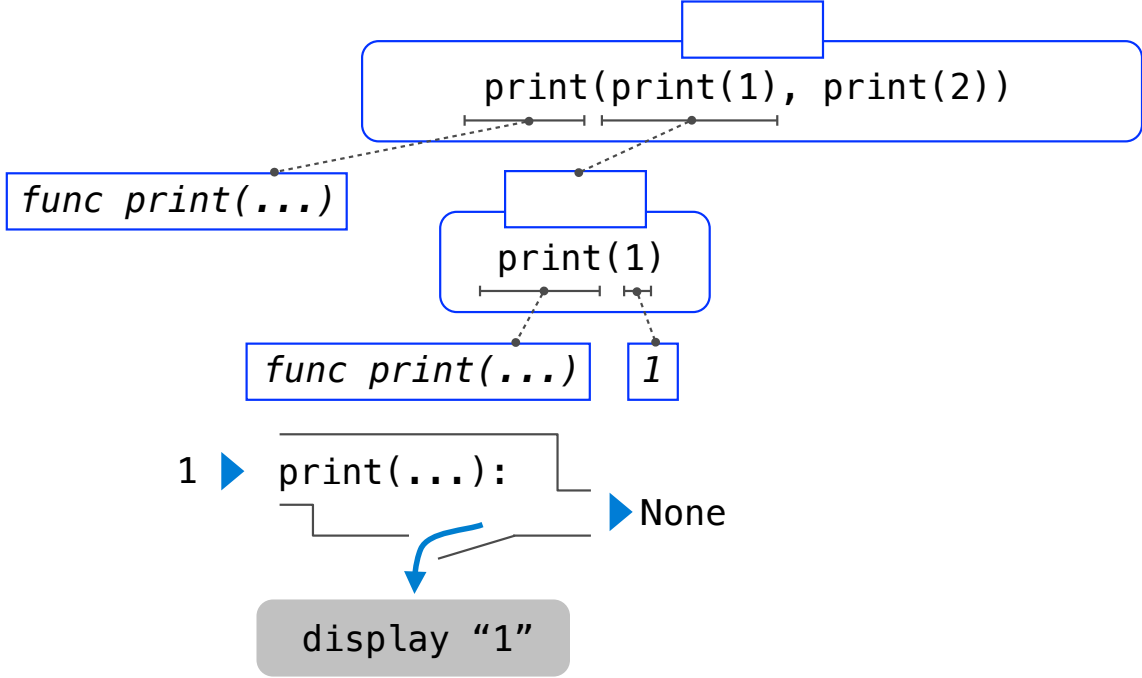 print(print(1), print(2))
func print(...)
print(1)
func print(...)
1
1
print(...):
None
display “1”